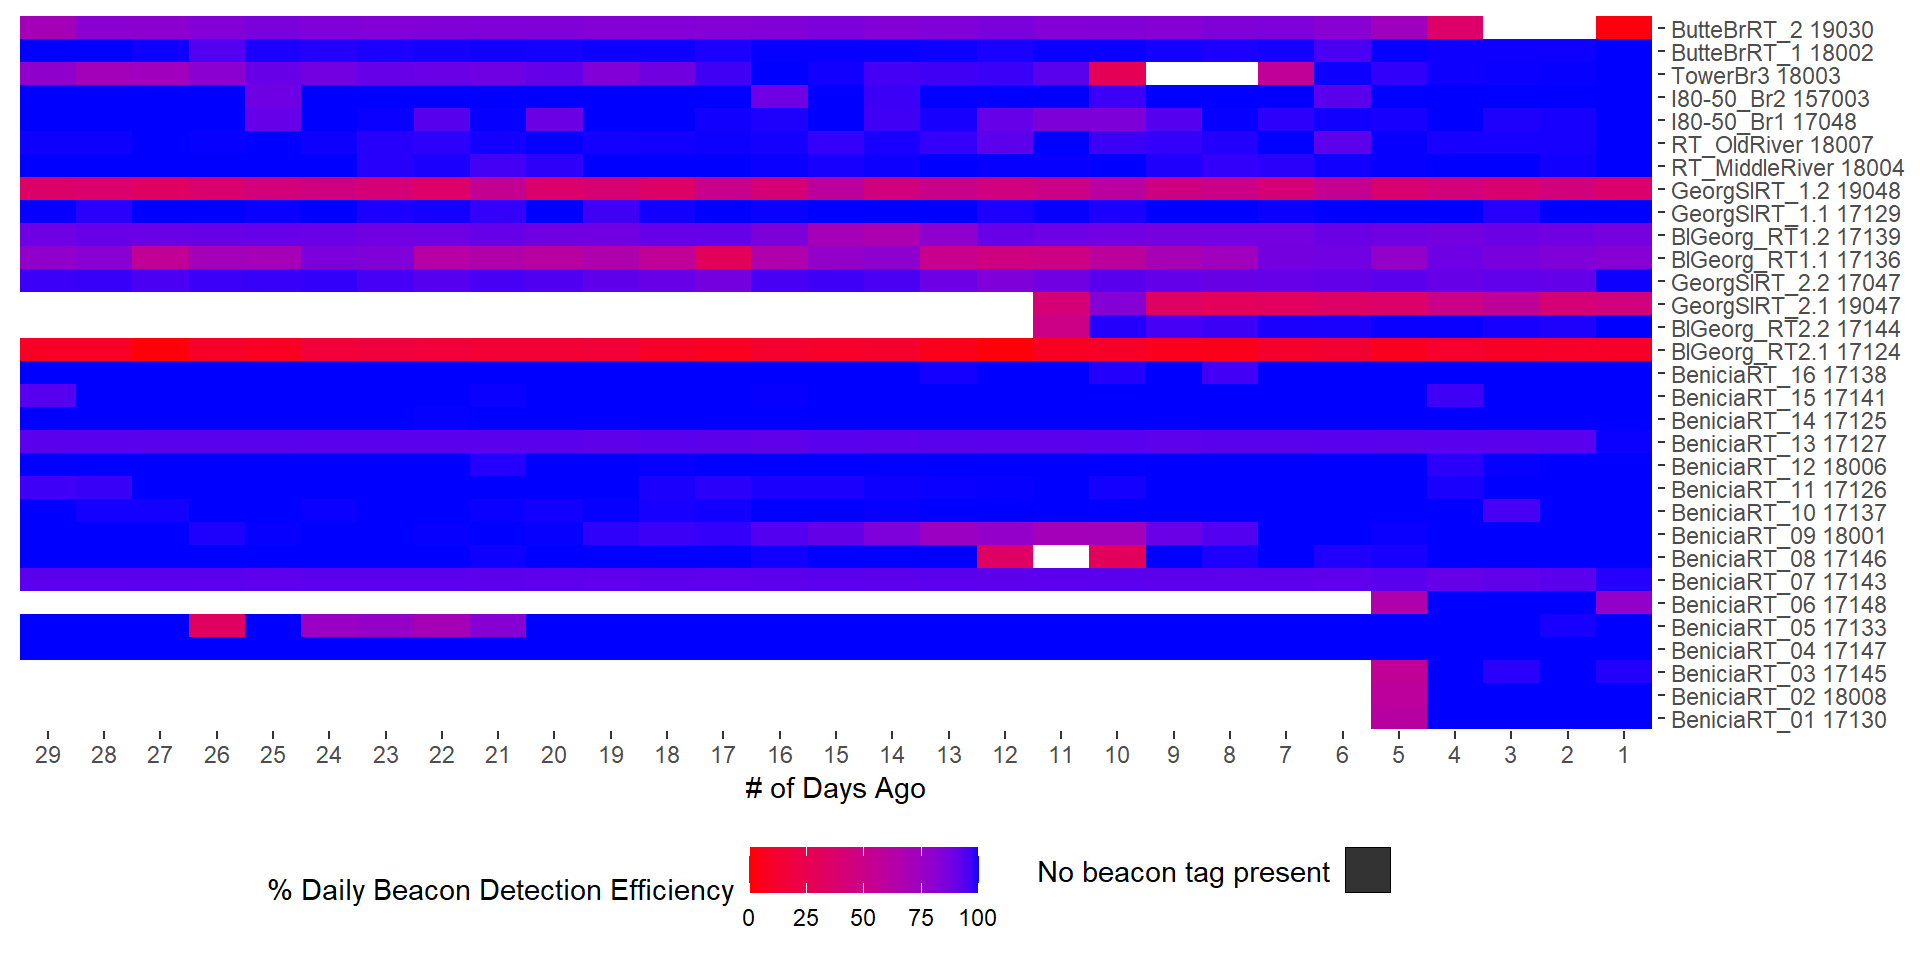 ButteBrRT_2 19030
ButteBrRT_1 18002
TowerBr3 18003
I80-50_Br2 157003
I80-50_Br1 17048
RT_OldRiver 18007
RT_MiddleRiver 18004
GeorgSlRT_1.2 19048
GeorgSlRT_1.1 17129
BlGeorg_RT1.2 17139
BlGeorg_RT1.1 17136
GeorgSlRT_2.2 17047
GeorgSlRT_2.1 19047
BlGeorg_RT2.2 17144
BlGeorg_RT2.1 17124
BeniciaRT_16 17138
BeniciaRT_15 17141
BeniciaRT_14 17125
BeniciaRT_13 17127
BeniciaRT_12 18006
BeniciaRT_11 17126
BeniciaRT_10 17137
BeniciaRT_09 18001
BeniciaRT_08 17146
BeniciaRT_07 17143
BeniciaRT_06 17148
BeniciaRT_05 17133
BeniciaRT_04 17147
BeniciaRT_03 17145
BeniciaRT_02 18008
BeniciaRT_01 17130
29 28 27 26 25 24 23 22 21 20 19 18 17 16 15 14 13 12 11 10 9 8 7 6 5 4 3 2 1
# of Days Ago
% Daily Beacon Detection Efficiency
0 25 50 75 100
No beacon tag present